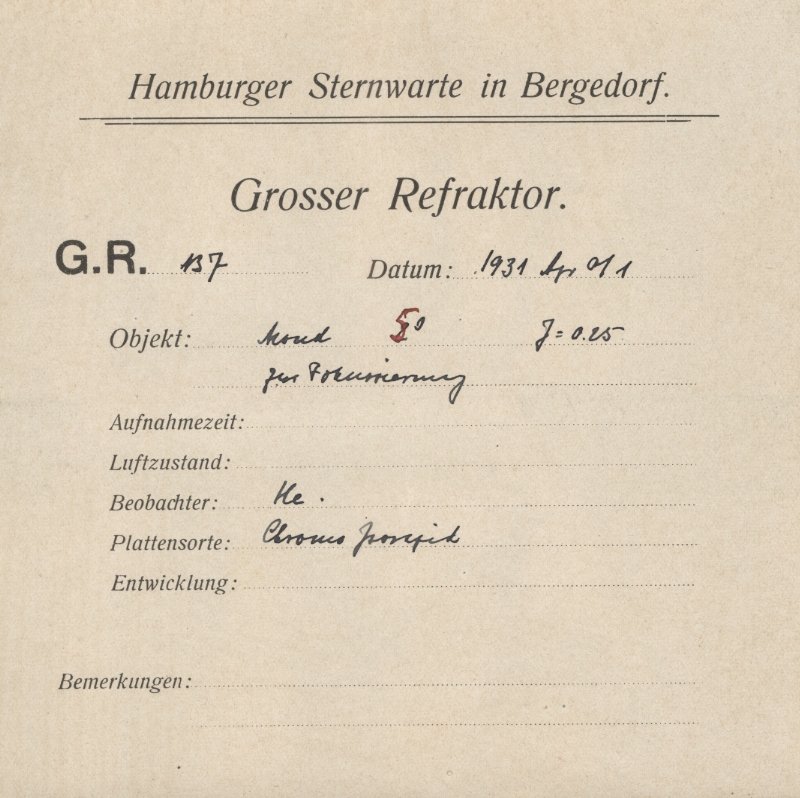 Hamburger Sternwarte in Bergedorf.
Grosser Refraktor.
G.R. 137 Datum: 1931 Apr 0/1
Objekt: Mond J = 0.25
zur Fokussierung
Aufnahmezeit:
Luftzustand:
Beobachter: He.
Plattensorte: Chromo Isorapid
Entwicklung:
Bemerkungen: